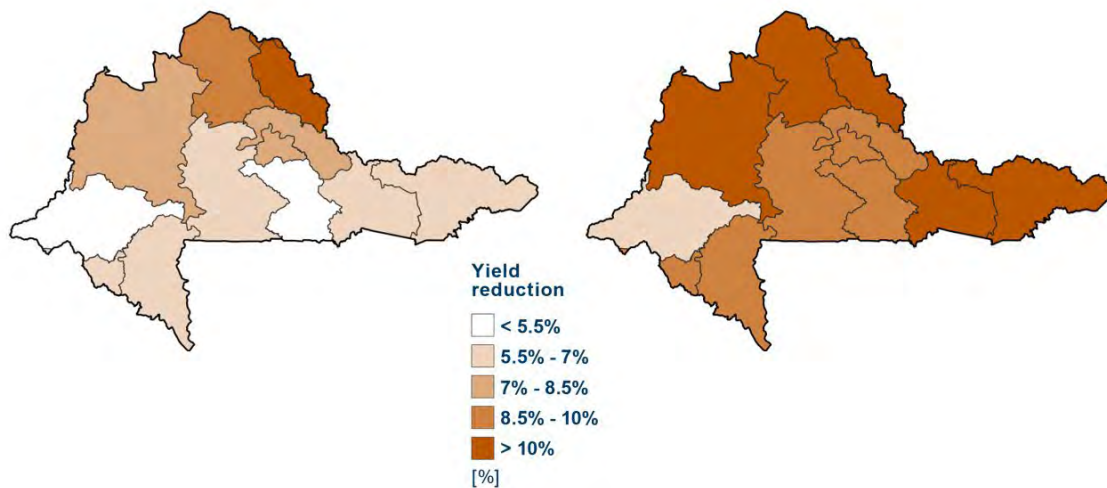 Yield
reduction
< 5.5%
5.5% - 7%
7% - 8.5%
8.5% - 10%
> 10%
[%]